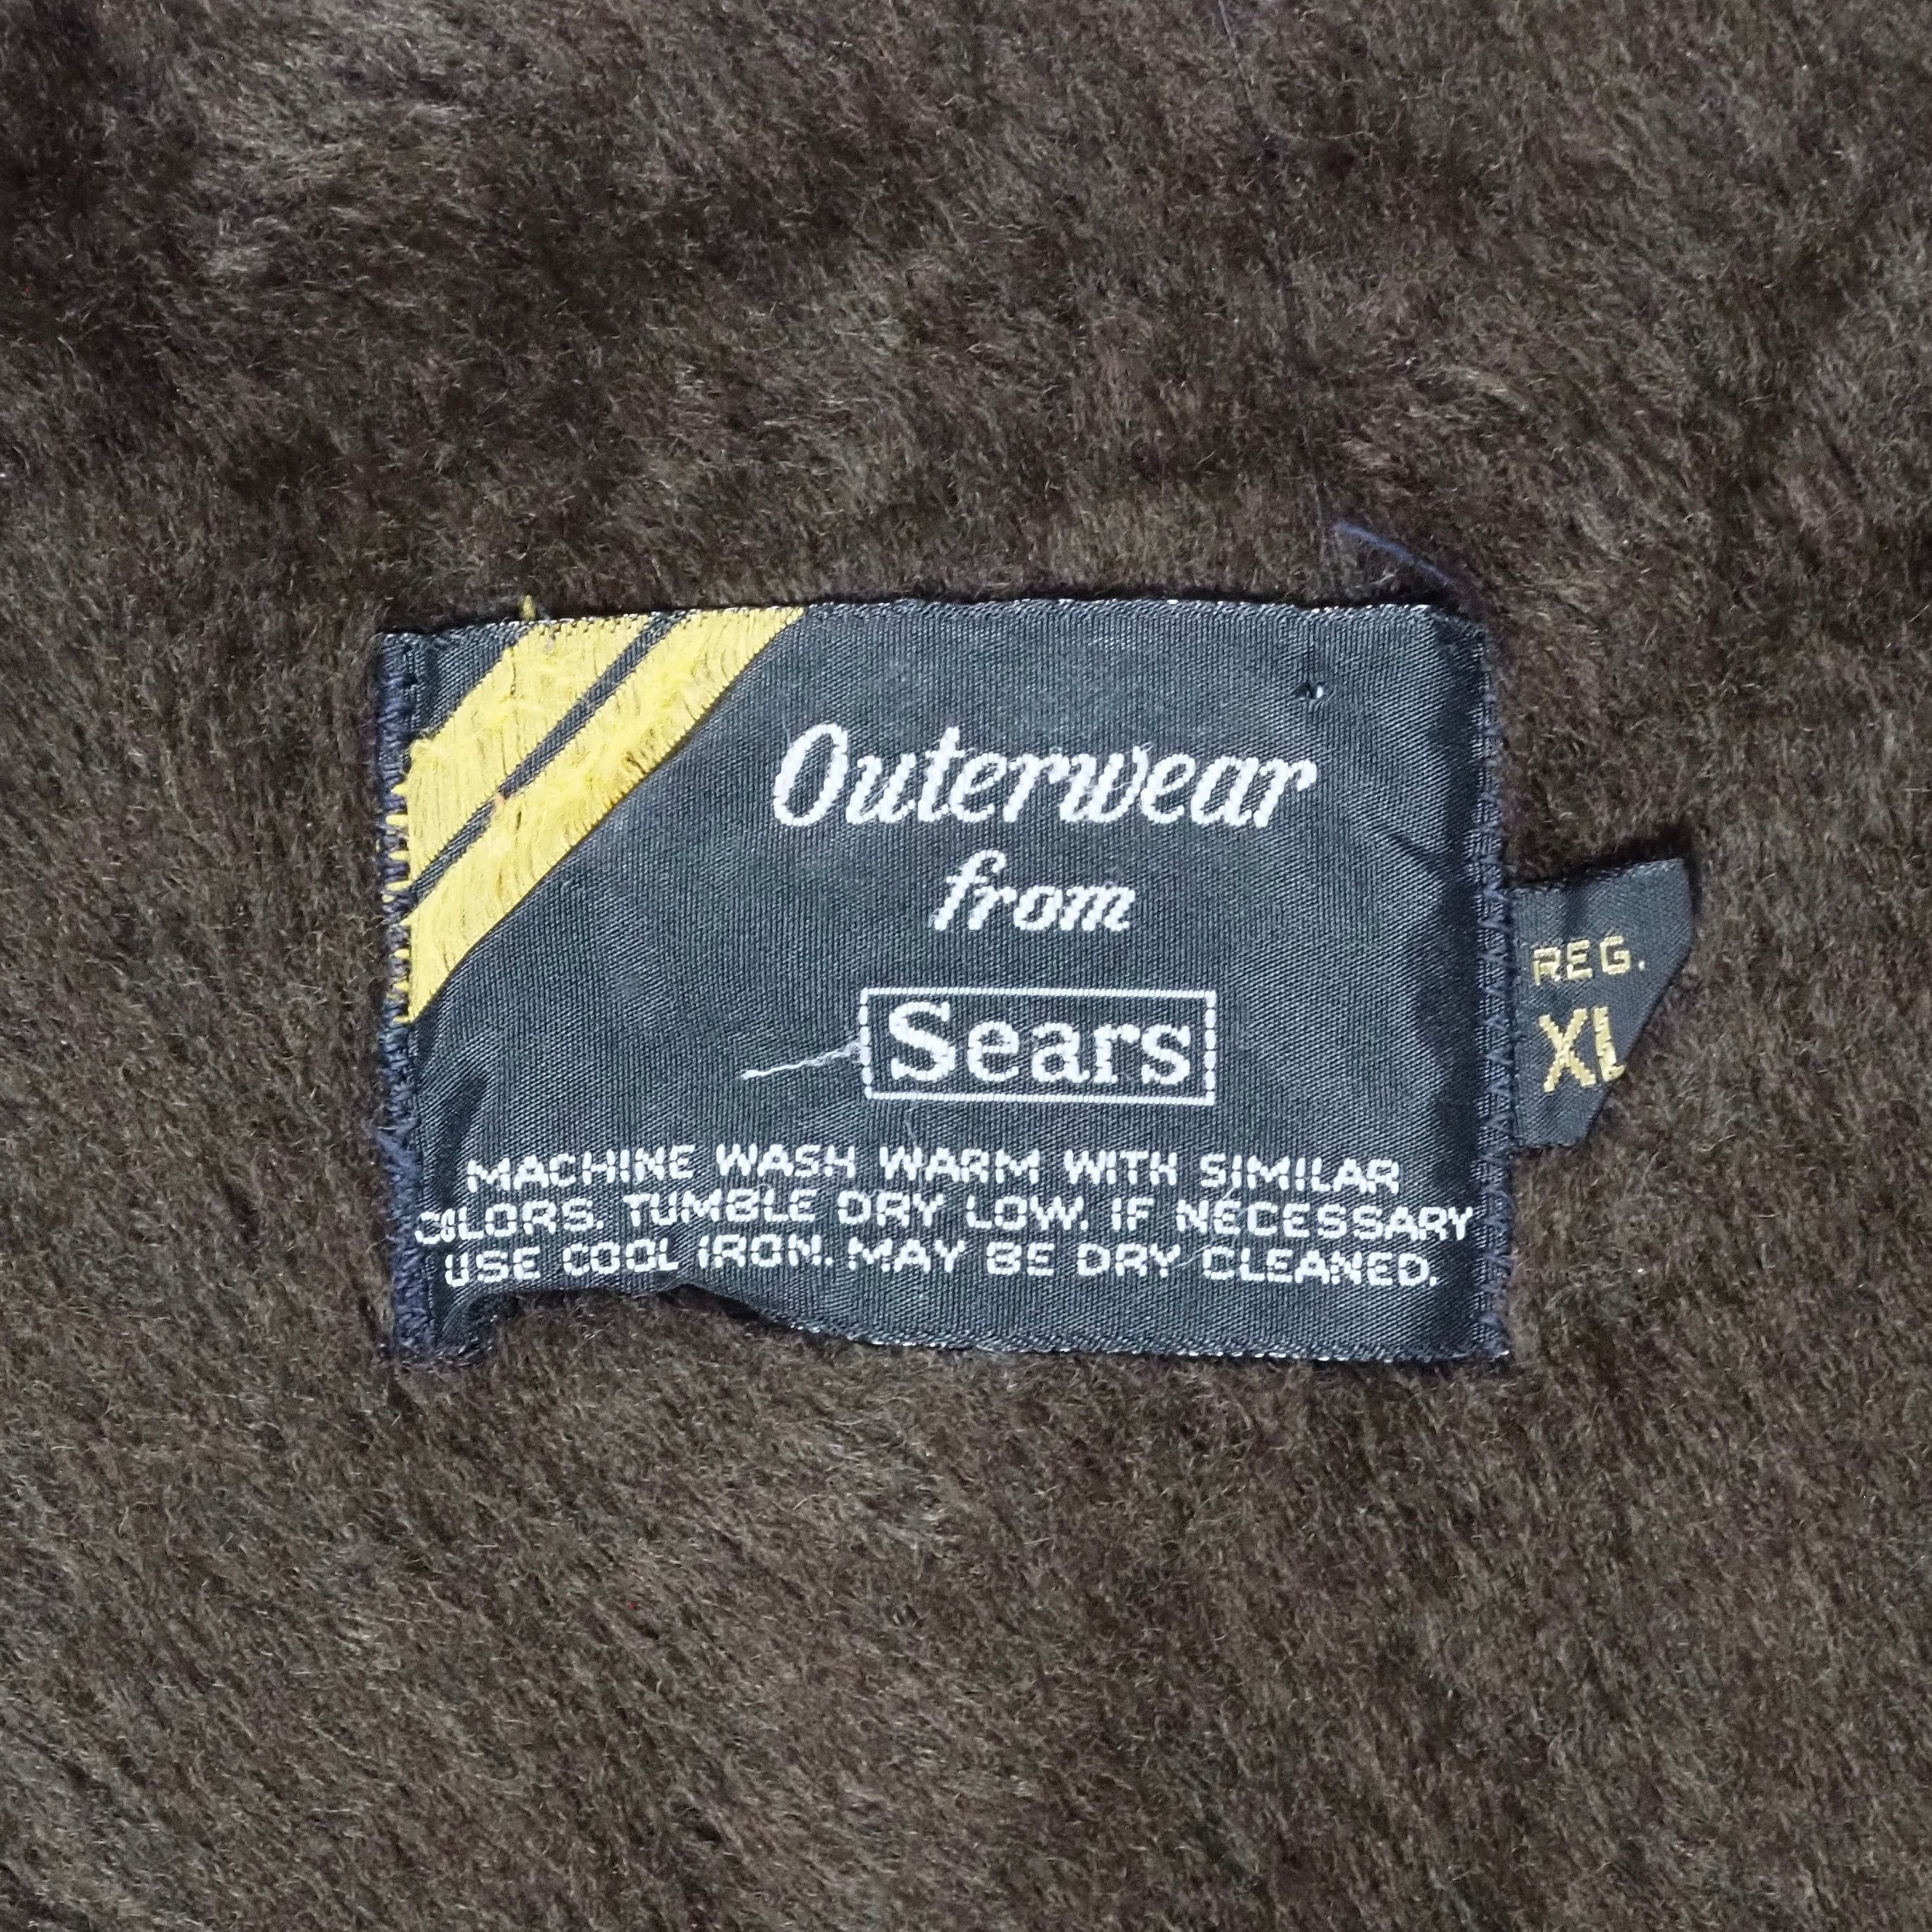 Outerwear
from
Sears
MACHINE WASH WARM WITH SIMILAR
COLORS. TUMBLE DRY LOW. IF NECESSARY
USE COOL IRON. MAY BE DRY CLEANED.
REG.
XL